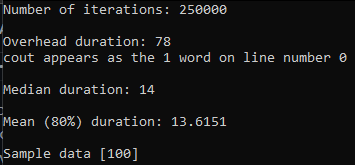 Number of iterations: 250000
Overhead duration: 78
cout appears as the 1 word on line number 0
Median duration: 14
Mean (80%) duration: 13.6151
Sample data [100]